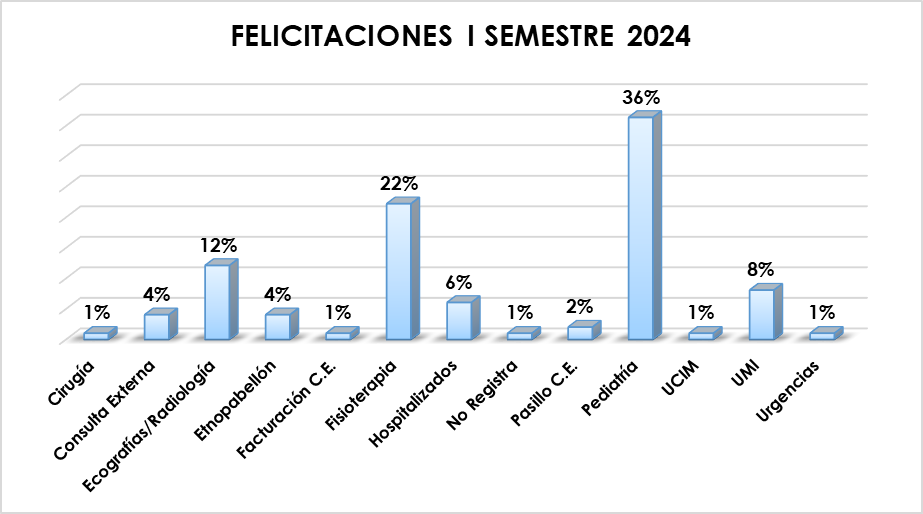 FELICITACIONES I SEMESTRE 2024
1%
4%
12%
4%
1%
22%
6%
1%
2%
36%
1%
8%
1%
Cirugía
Consulta Externa
Ecografías/Radiología
Etnopabellón
Facturación C.E.
Fisioterapia
Hospitalizados
No Registra
Pasillo C.E.
Pediatría
UCIM
UMI
Urgencias